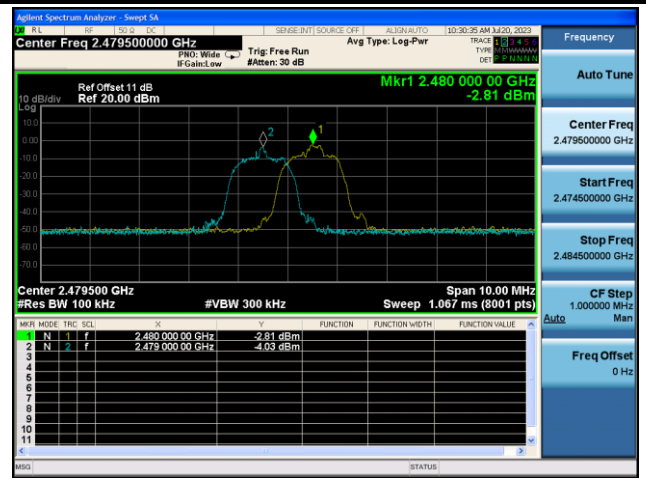 Agilent Spectrum Analyzer - Swept SA
RL RF 50 Ω DC SENSE:INT SOURCE OFF ALIGN AUTO 10:30:35 AM Jul 20, 2023
Center Freq 2.479500000 GHz Avg Type: Log-Pwr TRACE 1 2 3 4 5 6
PNO: Wide Trig: Free Run TYPE MMWWWW
IFGain:Low #Atten: 30 dB DET P P N N N N
Frequency
Auto Tune
Ref Offset 11 dB Mkr1 2.480 000 00 GHz
10 dB/div Ref 20.00 dBm -2.81 dBm
Log
10.0
0.00
-10.0
-20.0
-30.0
-40.0
-50.0
-60.0
-70.0
2
1
Center Freq
2.479500000 GHz
Start Freq
2.474500000 GHz
Stop Freq
2.484500000 GHz
Center 2.479500 GHz Span 10.00 MHz
#Res BW 100 kHz #VBW 300 kHz Sweep 1.067 ms (8001 pts)
CF Step
1.000000 MHz
Auto Man
Freq Offset
0 Hz
MKR MODE TRC SCL X Y FUNCTION FUNCTION WIDTH FUNCTION VALUE
1 N 1 f 2.480 000 00 GHz -2.81 dBm
2 N 2 f 2.479 000 00 GHz -4.03 dBm
3
4
5
6
7
8
9
10
11
MSG STATUS